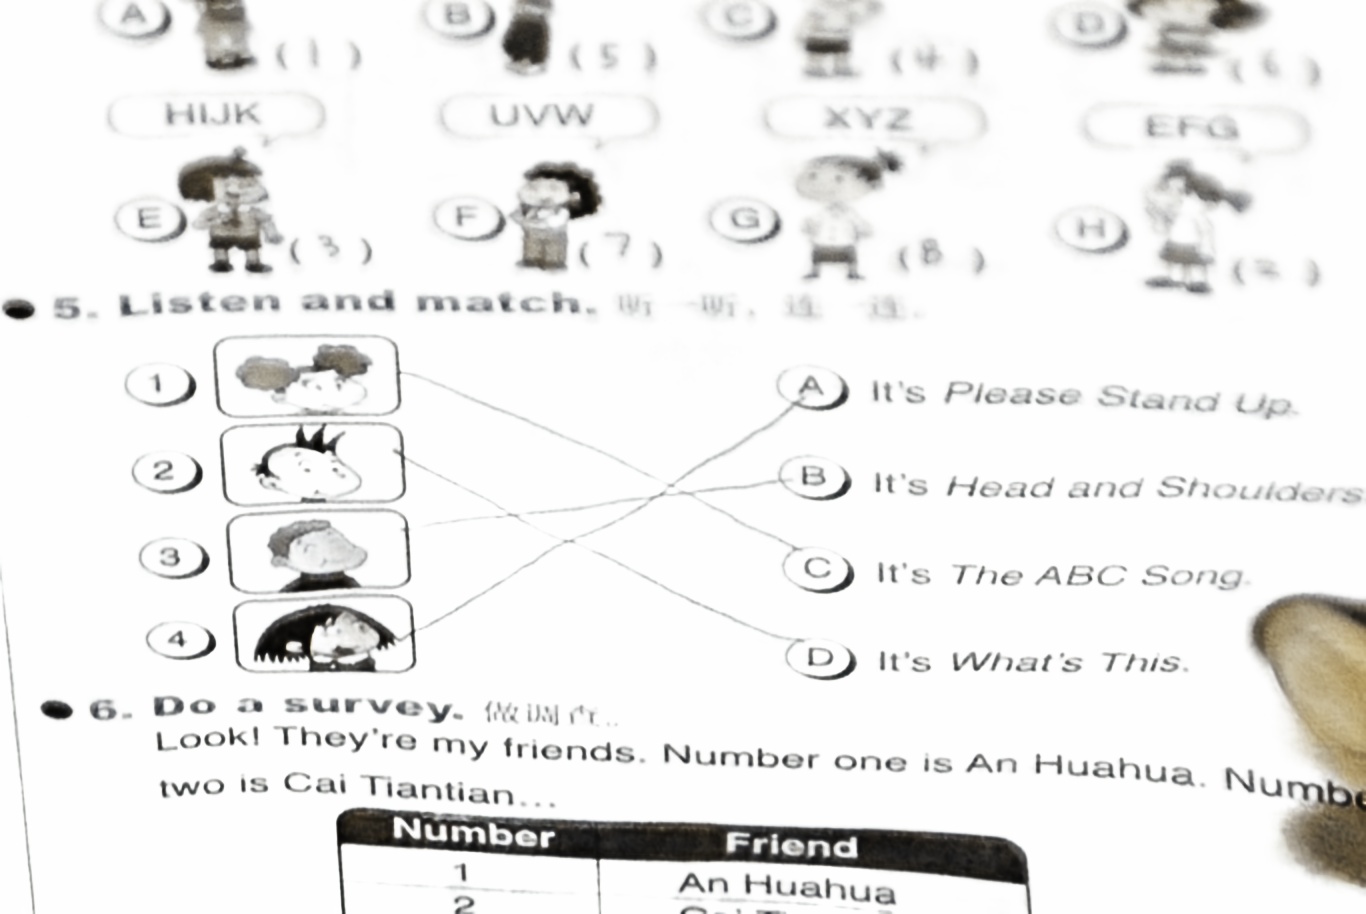 A (1) B (5) C (4) D (6)
HIJK UVW XYZ EFG
E (3) F (7) G (8) H (2)
5. Listen and match. 听一听,连一连.
1 A It's Please Stand Up.
2 B It's Head and Shoulders
3 C It's The ABC Song.
4 D It's What's This.
6. Do a survey. 做调查..
Look! They're my friends. Number one is An Huahua. Numbe
two is Cai Tiantian...
Number Friend
1 An Huahua
2